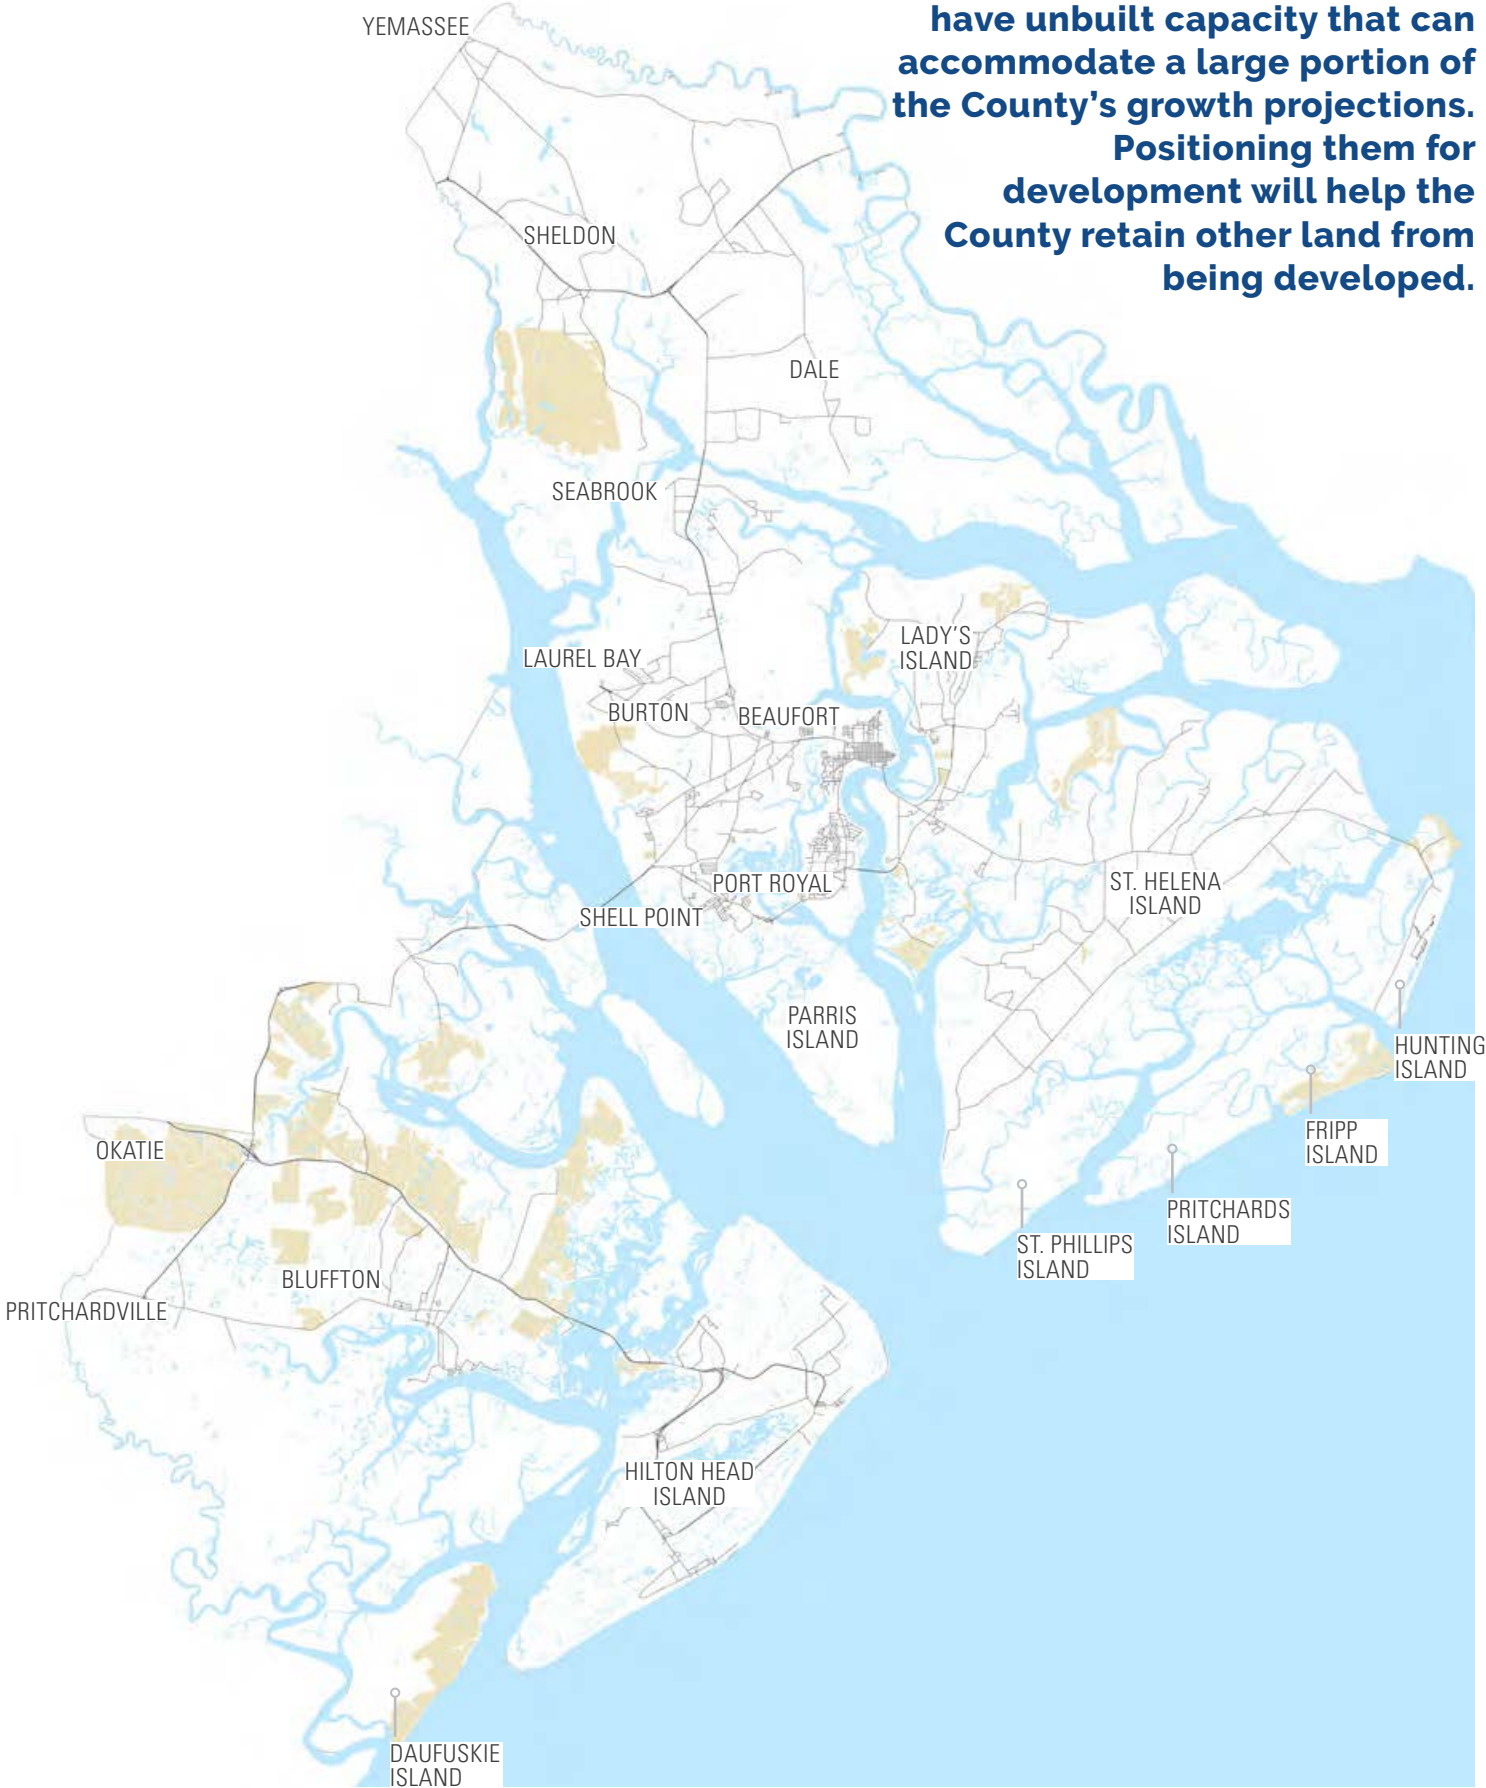 have unbuilt capacity that can
accommodate a large portion of
the County's growth projections.
Positioning them for
development will help the
County retain other land from
being developed.
YEMASSEE
SHELDON
DALE
SEABROOK
LADY'S
ISLAND
LAUREL BAY
BURTON
BEAUFORT
PORT ROYAL
ST. HELENA
ISLAND
SHELL POINT
PARRIS
ISLAND
HUNTING
ISLAND
FRIPP
ISLAND
OKATIE
PRITCHARDS
ISLAND
ST. PHILLIPS
ISLAND
BLUFFTON
PRITCHARDVILLE
HILTON HEAD
ISLAND
DAUFUSKIE
ISLAND